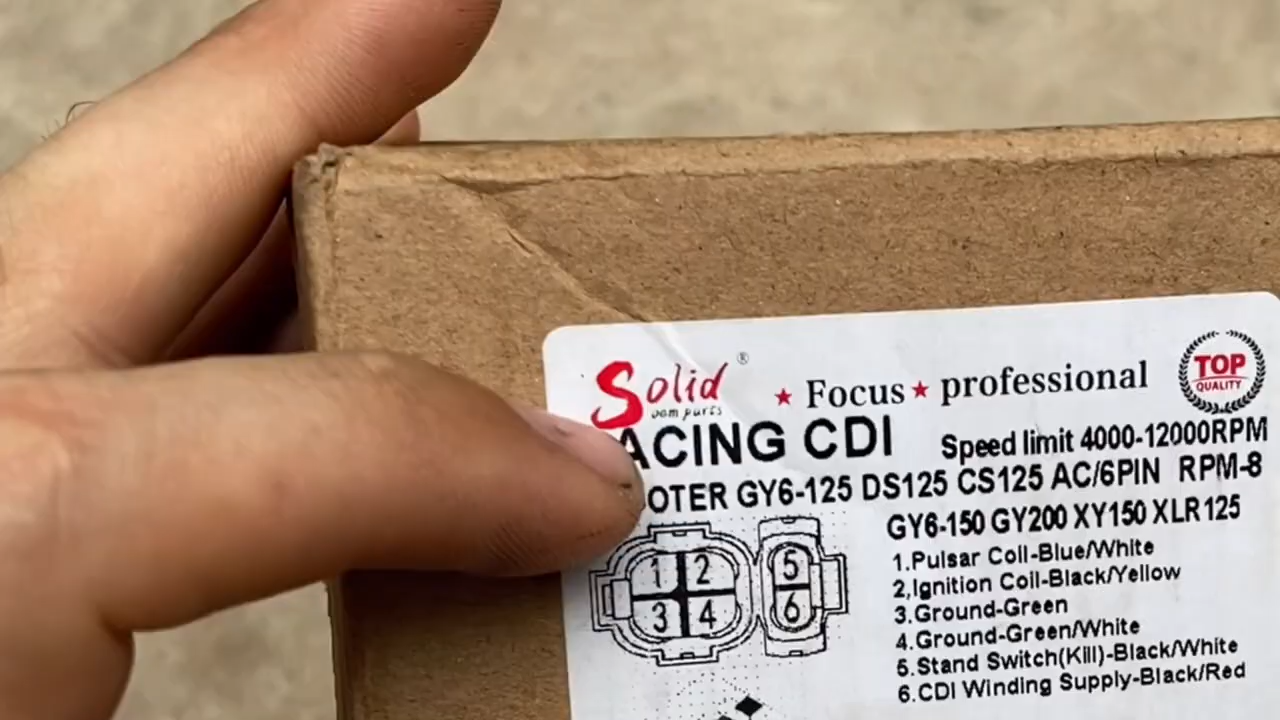 Solid ®
oem parts
★ Focus ★ professional
TOP
QUALITY
ACING CDI
Speed limit 4000-12000RPM
OTER GY6-125 DS125 CS125 AC/6PIN RPM-8
GY6-150 GY200 XY150 XLR125
1 2
3 4
5
6
1.Pulsar Coll-Blue/White
2,Ignition Coil-Black/Yellow
3.Ground-Green
4.Ground-Green/White
5.Stand Switch(Kill)-Black/White
6.CDI Winding Supply-Black/Red